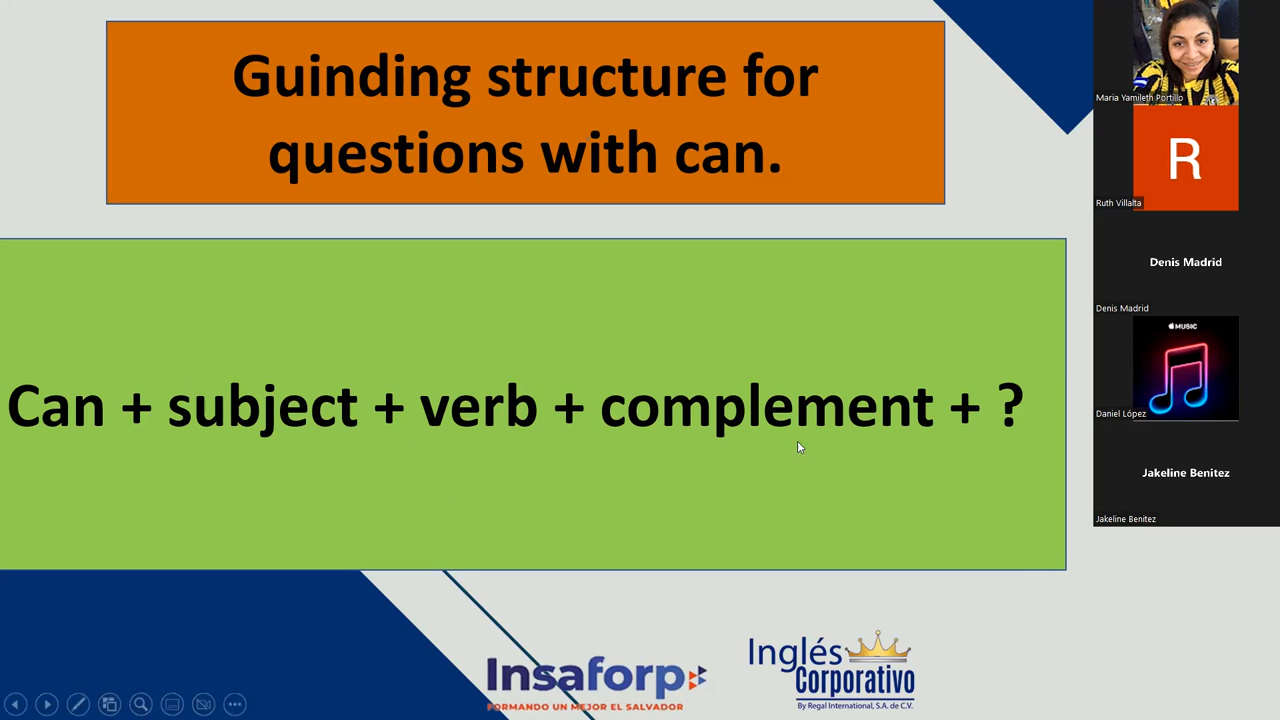 Guinding structure for
questions with can.
Can + subject + verb + complement + ?
Insaforp
FORMANDO UN MEJOR EL SALVADOR
Inglés
Corporativo
By Regal International, S.A. de C.V.
Maria Yamileth Portillo
R
Ruth Villalta
Denis Madrid
Denis Madrid
MUSIC
Daniel López
Jakeline Benitez
Jakeline Benitez